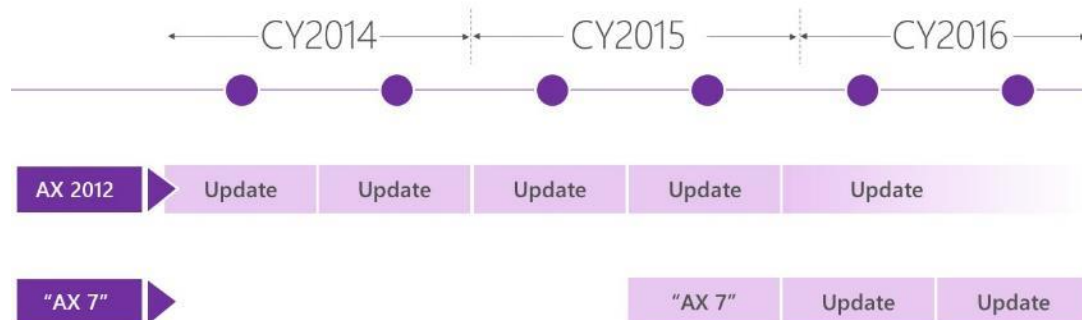 CY2014 CY2015 CY2016
AX 2012 Update Update Update Update Update
“AX 7” “AX 7” Update Update